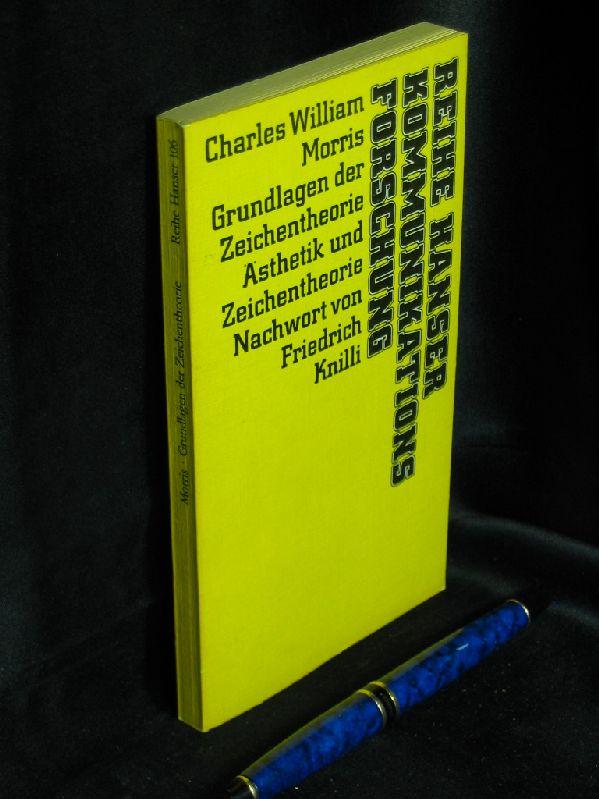 Charles William
Morris
Grundlagen der
Zeichentheorie
Ästhetik und
Zeichentheorie
Nachwort von
Friedrich
Knilli
REIHE HANSER
KOMMUNIKATIONS
FORSCHUNG
Morris · Grundlagen der Zeichentheorie
Reihe Hanser 106